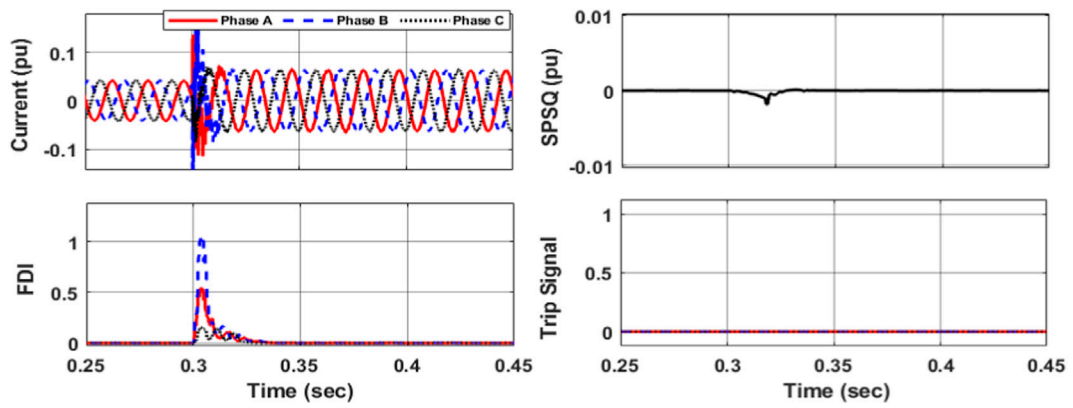 Phase A Phase B Phase C
Current (pu)
0.1
0
-0.1
SPSQ (pu)
0.01
0
-0.01
FDI
1
0.5
0
0.25 0.3 0.35 0.4 0.45
Time (sec)
Trip Signal
1
0.5
0
0.25 0.3 0.35 0.4 0.45
Time (sec)